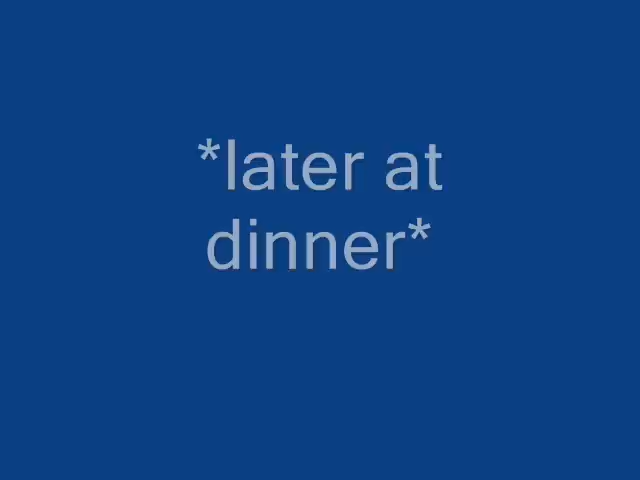 *later at
dinner*